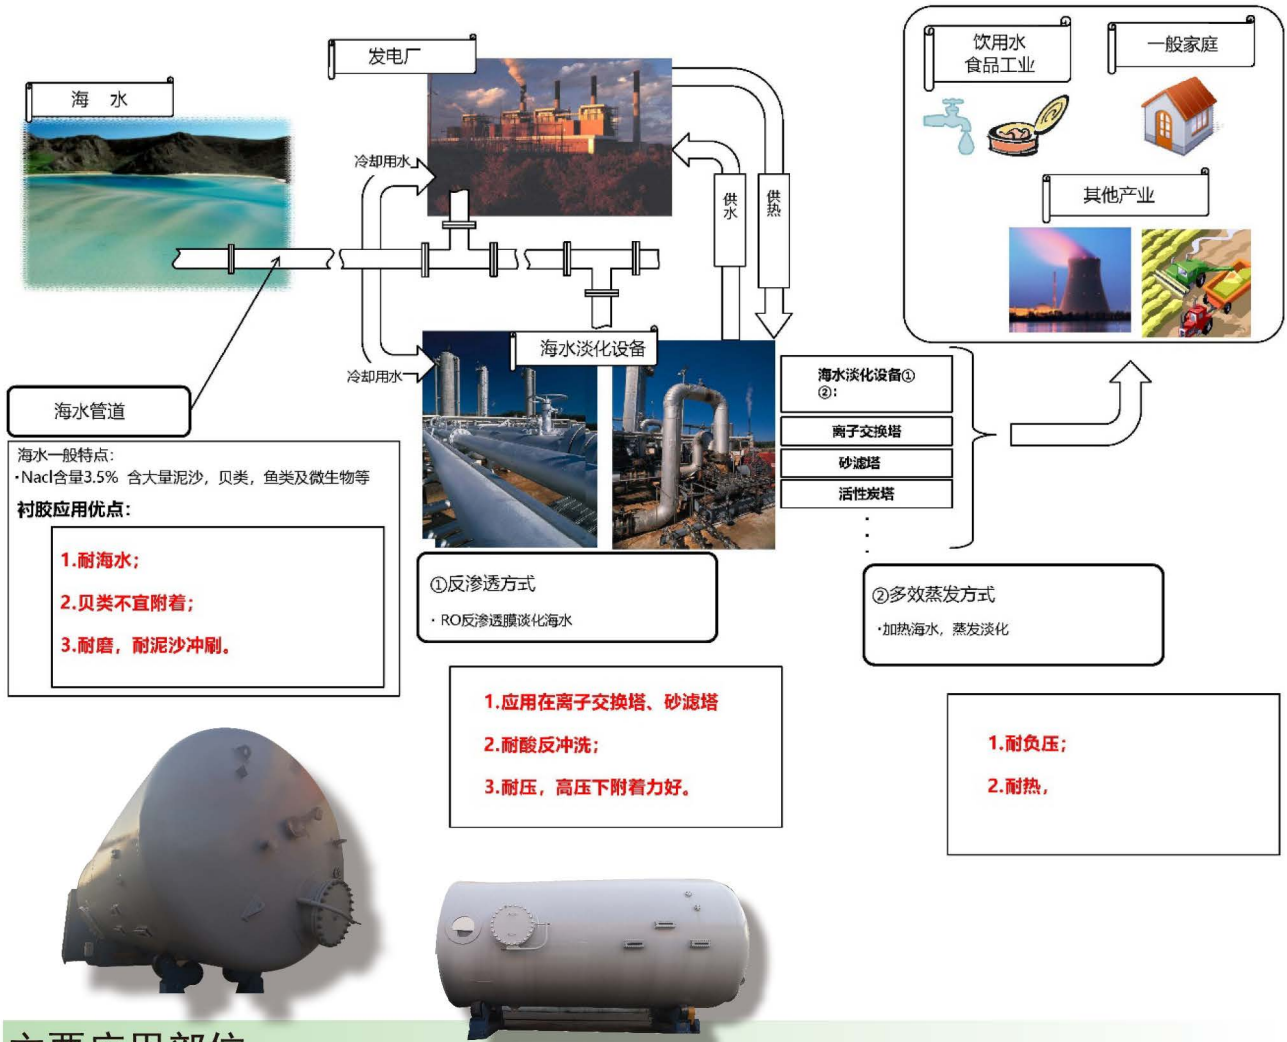 海 水
发电厂
饮用水
食品工业
一般家庭
其他产业
冷却用水
供水
供热
海水淡化设备
冷却用水
海水淡化设备①
②：
离子交换塔
砂滤塔
活性炭塔
海水管道
海水一般特点：
·Nacl含量3.5% 含大量泥沙，贝类，鱼类及微生物等
衬胶应用优点：
1.耐海水；
2.贝类不宜附着；
3.耐磨，耐泥沙冲刷。
①反渗透方式
· RO反渗透膜淡化海水
②多效蒸发方式
·加热海水，蒸发淡化
1.应用在离子交换塔、砂滤塔
2.耐酸反冲洗；
3.耐压，高压下附着力好。
1.耐负压；
2.耐热，
主要应用部位